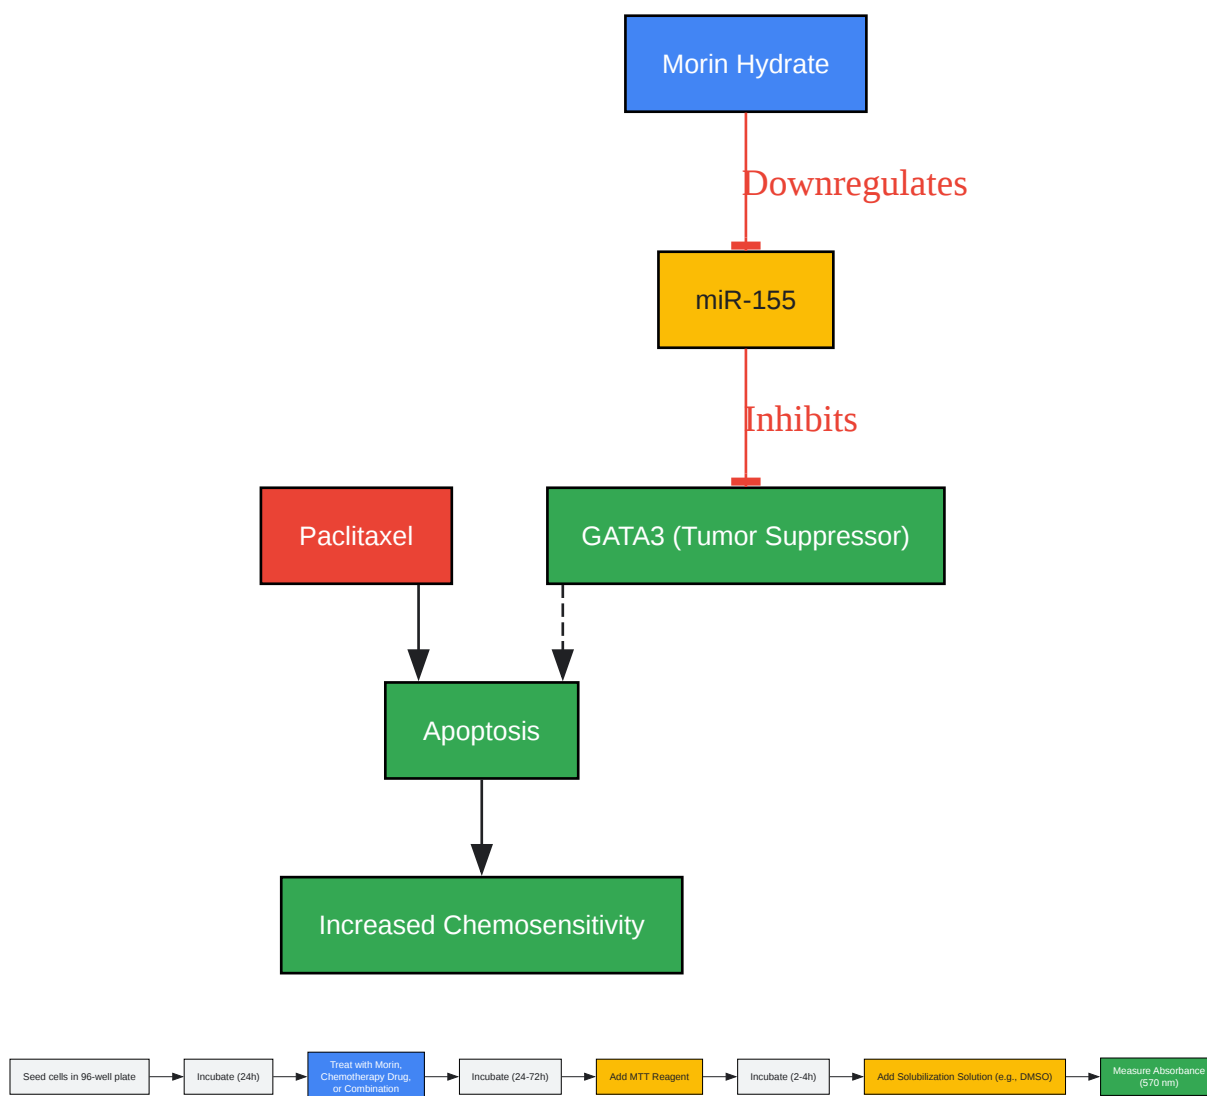 Morin Hydrate
Downregulates
miR-155
Inhibits
Paclitaxel
GATA3 (Tumor Suppressor)
Apoptosis
Increased Chemosensitivity
Seed cells in 96-well plate
Incubate (24h)
Treat with Morin,
Chemotherapy Drug,
or Combination
Incubate (24-72h)
Add MTT Reagent
Incubate (2-4h)
Add Solubilization Solution (e.g., DMSO)
Measure Absorbance
(570 nm)